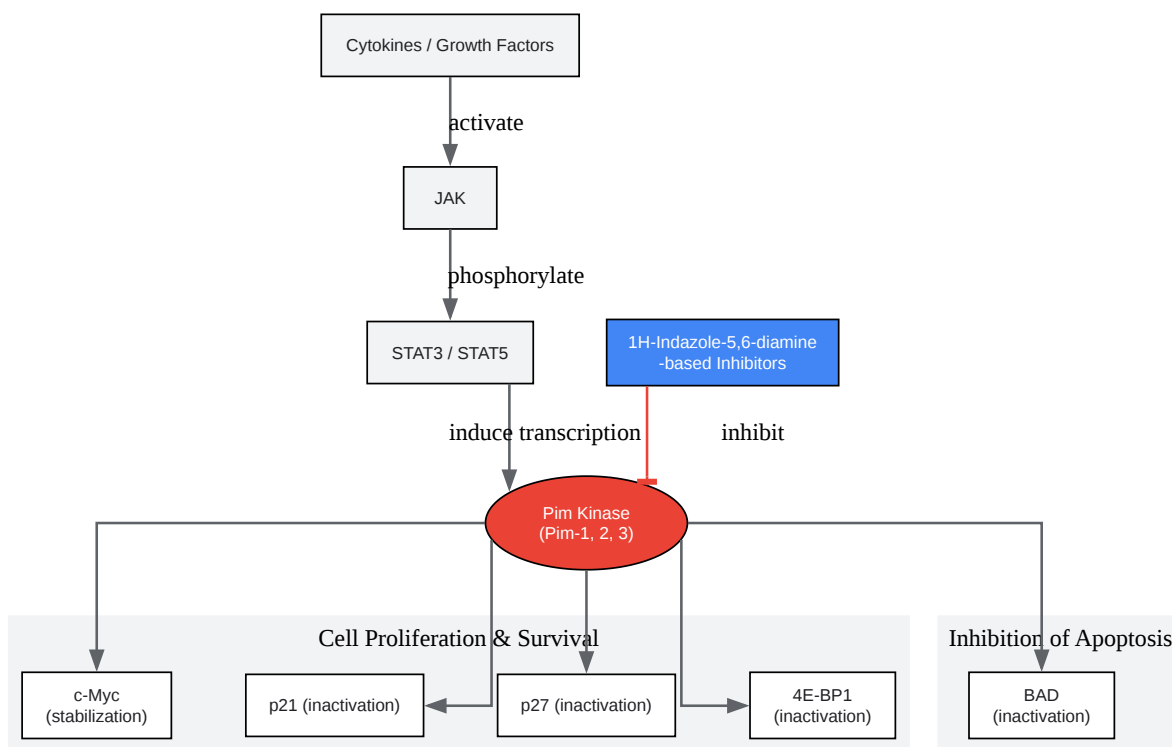 Cytokines / Growth Factors
activate
JAK
phosphorylate
STAT3 / STAT5
1H-Indazole-5,6-diamine
-based Inhibitors
induce transcription
inhibit
Pim Kinase
(Pim-1, 2, 3)
Cell Proliferation & Survival
Inhibition of Apoptosis
c-Myc
(stabilization)
p21 (inactivation)
p27 (inactivation)
4E-BP1
(inactivation)
BAD
(inactivation)